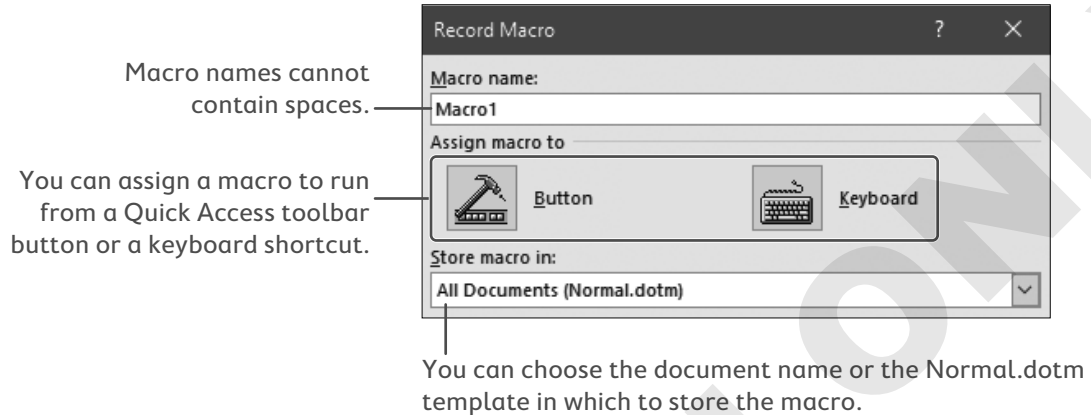 Record Macro ? ×
Macro names cannot
contain spaces.
Macro name:
Macro1
Assign macro to
You can assign a macro to run
from a Quick Access toolbar
button or a keyboard shortcut.
Button Keyboard
Store macro in:
All Documents (Normal.dotm)
You can choose the document name or the Normal.dotm
template in which to store the macro.
ON